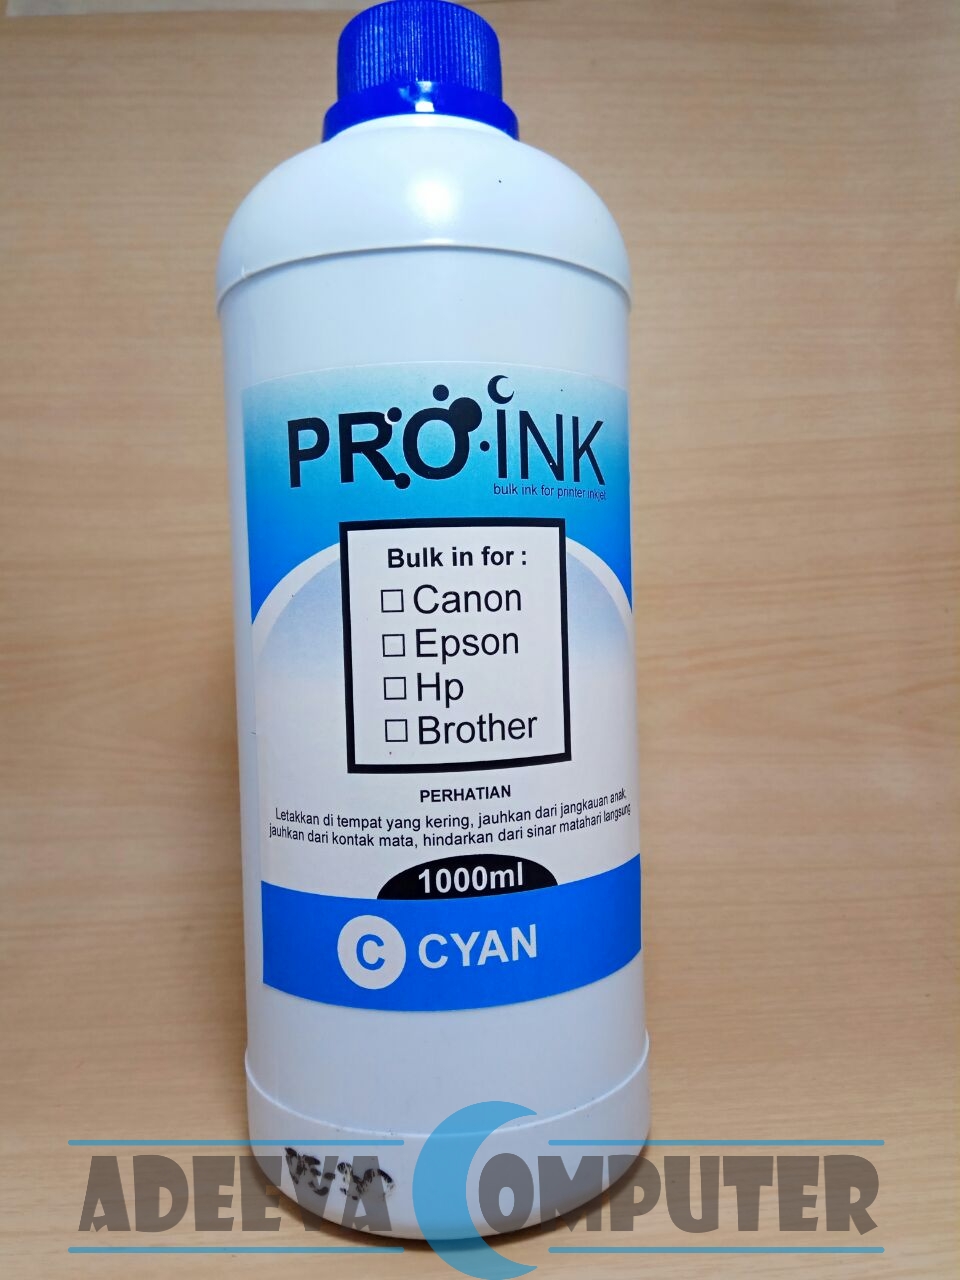 PRO INK
bulk ink for printer inkjet
Bulk in for :
Canon
Epson
Hp
Brother
PERHATIAN
Letakkan di tempat yang kering, jauhkan dari jangkauan anak,
jauhkan dari kontak mata, hindarkan dari sinar matahari langsung
1000ml
C CYAN
ADEEVA COMPUTER